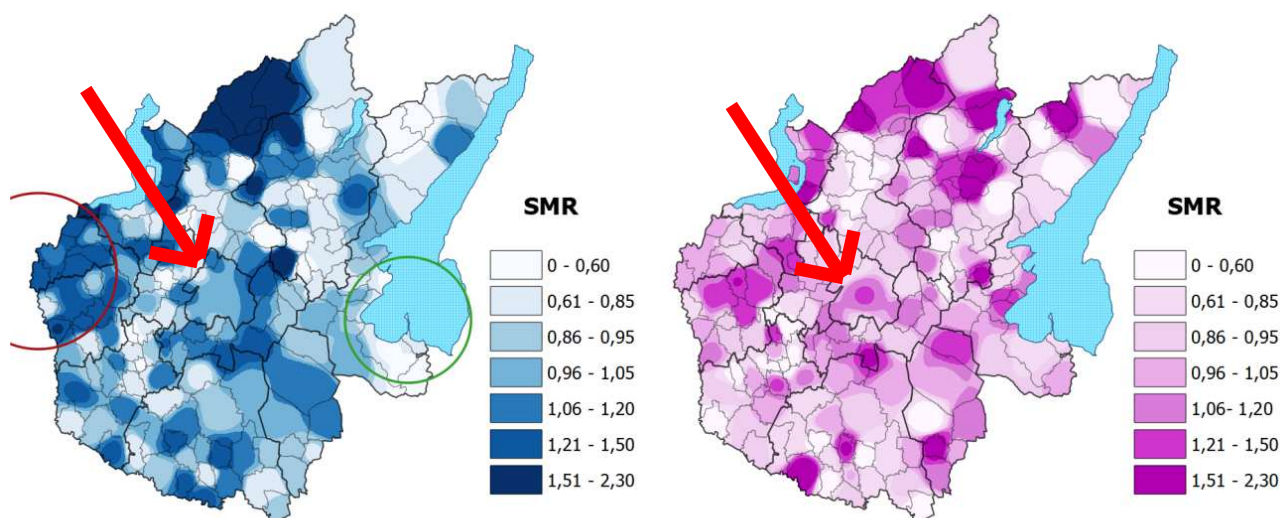 SMR
0 - 0,60
0,61 - 0,85
0,86 - 0,95
0,96 - 1,05
1,06 - 1,20
1,21 - 1,50
1,51 - 2,30
SMR
0 - 0,60
0,61 - 0,85
0,86 - 0,95
0,96 - 1,05
1,06- 1,20
1,21 - 1,50
1,51 - 2,30